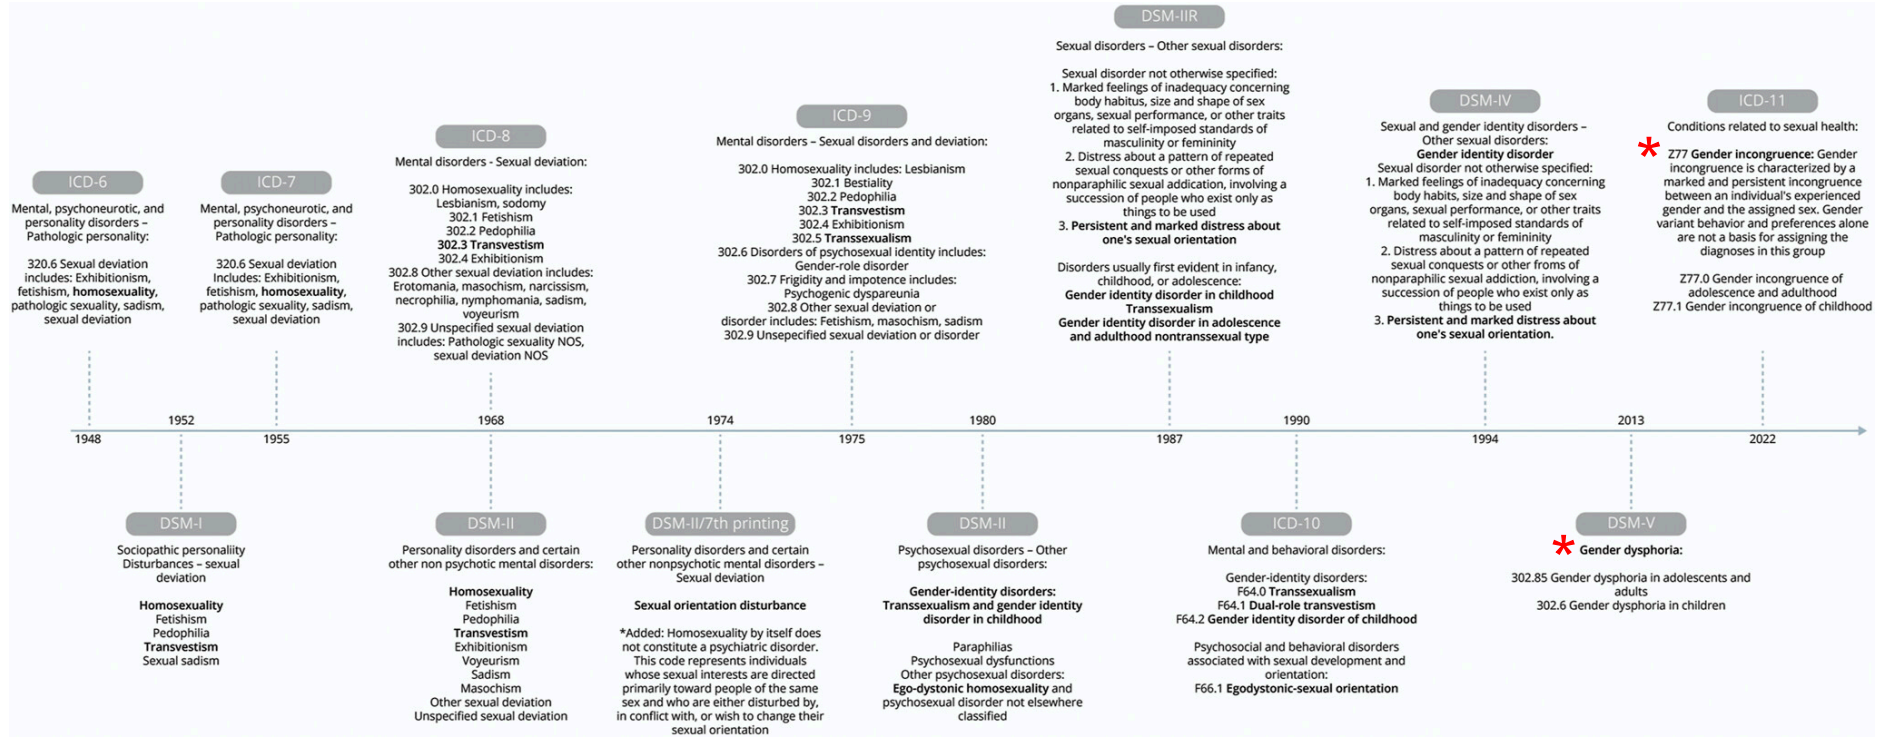 DSM-IIR
Sexual disorders – Other sexual disorders:
Sexual disorder not otherwise specified:
1. Marked feelings of inadequacy concerning
body habitus, size and shape of sex
organs, sexual performance, or other traits
related to self-imposed standards of
masculinity or femininity
2. Distress about a pattern of repeated
sexual conquests or other forms of
nonparaphilic sexual addication, involving a
succession of people who exist only as
things to be used
3. Persistent and marked distress about
one's sexual orientation
Disorders usually first evident in infancy,
childhood, or adolescence:
Gender identity disorder in childhood
Transsexualism
Gender identity disorder in adolescence
and adulthood nontranssexual type
ICD-6
Mental, psychoneurotic, and
personality disorders –
Pathologic personality:
320.6 Sexual deviation
includes: Exhibitionism,
fetishism, homosexuality,
pathologic sexuality, sadism,
sexual deviation
ICD-7
Mental, psychoneurotic, and
personality disorders –
Pathologic personality:
320.6 Sexual deviation
Includes: Exhibitionism,
fetishism, homosexuality,
pathologic sexuality, sadism,
sexual deviation
ICD-8
Mental disorders - Sexual deviation:
302.0 Homosexuality includes:
Lesbianism, sodomy
302.1 Fetishism
302.2 Pedophilia
302.3 Transvestism
302.4 Exhibitionism
302.8 Other sexual deviation includes:
Erotomania, masochism, narcissism,
necrophilia, nymphomania, sadism,
voyeurism
302.9 Unspecified sexual deviation
includes: Pathologic sexuality NOS,
sexual deviation NOS
ICD-9
Mental disorders – Sexual disorders and deviation:
302.0 Homosexuality includes: Lesbianism
302.1 Bestiality
302.2 Pedophilia
302.3 Transvestism
302.4 Exhibitionism
302.5 Transsexualism
302.6 Disorders of psychosexual identity includes:
Gender-role disorder
302.7 Frigidity and impotence includes:
Psychogenic dyspareunia
302.8 Other sexual deviation or
disorder includes: Fetishism, masochism, sadism
302.9 Unsepecified sexual deviation or disorder
DSM-IV
Sexual and gender identity disorders –
Other sexual disorders:
Gender identity disorder
Sexual disorder not otherwise specified:
1. Marked feelings of inadequacy concerning
body habits, size and shape of sex
organs, sexual performance, or other traits
related to self-imposed standards of
masculinity or femininity
2. Distress about a pattern of repeated
sexual conquests or other froms of
nonparaphilic sexual addiction, involving a
succession of people who exist only as
things to be used
3. Persistent and marked distress about
one's sexual orientation.
ICD-11
Conditions related to sexual health:
* Z77 Gender incongruence: Gender
incongruence is characterized by a
marked and persistent incongruence
between an individual's experienced
gender and the assigned sex. Gender
variant behavior and preferences alone
are not a basis for assigning the
diagnoses in this group
Z77.0 Gender incongruence of
adolescence and adulthood
Z77.1 Gender incongruence of childhood
1952 1968 1974 1980 1990 2013
1948 1955 1975 1987 1994 2022
DSM-I
Sociopathic personaliity
Disturbances – sexual
deviation
Homosexuality
Fetishism
Pedophilia
Transvestism
Sexual sadism
DSM-II
Personality disorders and certain
other non psychotic mental disorders:
Homosexuality
Fetishism
Pedophilia
Transvestism
Exhibitionism
Voyeurism
Sadism
Masochism
Other sexual deviation
Unspecified sexual deviation
DSM-II/7th printing
Personality disorders and certain
other nonpsychotic mental disorders –
Sexual deviation
Sexual orientation disturbance
*Added: Homosexuality by itself does
not constitute a psychiatric disorder.
This code represents individuals
whose sexual interests are directed
primarily toward people of the same
sex and who are either disturbed by,
in conflict with, or wish to change their
sexual orientation
DSM-II
Psychosexual disorders – Other
psychosexual disorders:
Gender-identity disorders:
Transsexualism and gender identity
disorder in childhood
Paraphilias
Psychosexual dysfunctions
Other psychosexual disorders:
Ego-dystonic homosexuality and
psychosexual disorder not elsewhere
classified
ICD-10
Mental and behavioral disorders:
Gender-identity disorders:
F64.0 Transsexualism
F64.1 Dual-role transvestism
F64.2 Gender identity disorder of childhood
Psychosocial and behavioral disorders
associated with sexual development and
orientation:
F66.1 Egodystonic-sexual orientation
DSM-V
* Gender dysphoria:
302.85 Gender dysphoria in adolescents and
adults
302.6 Gender dysphoria in children